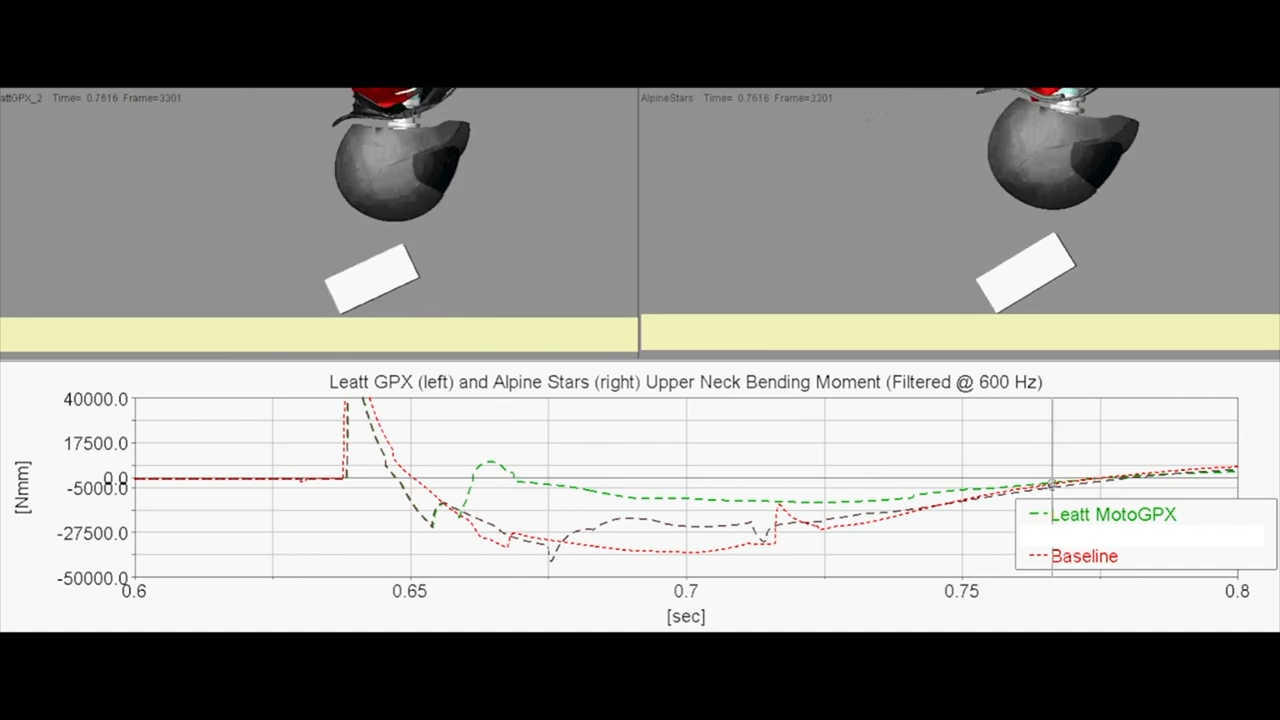 attGPX_2 Time= 0.7616 Frame=3301
AlpineStars Time= 0.7616 Frame=3301
Leatt GPX (left) and Alpine Stars (right) Upper Neck Bending Moment (Filtered @ 600 Hz)
40000.0
17500.0
0.0
-5000.0
-27500.0
-50000.0
[Nmm]
0.6
0.65
0.7
0.75
0.8
[sec]
Leatt MotoGPX
Baseline